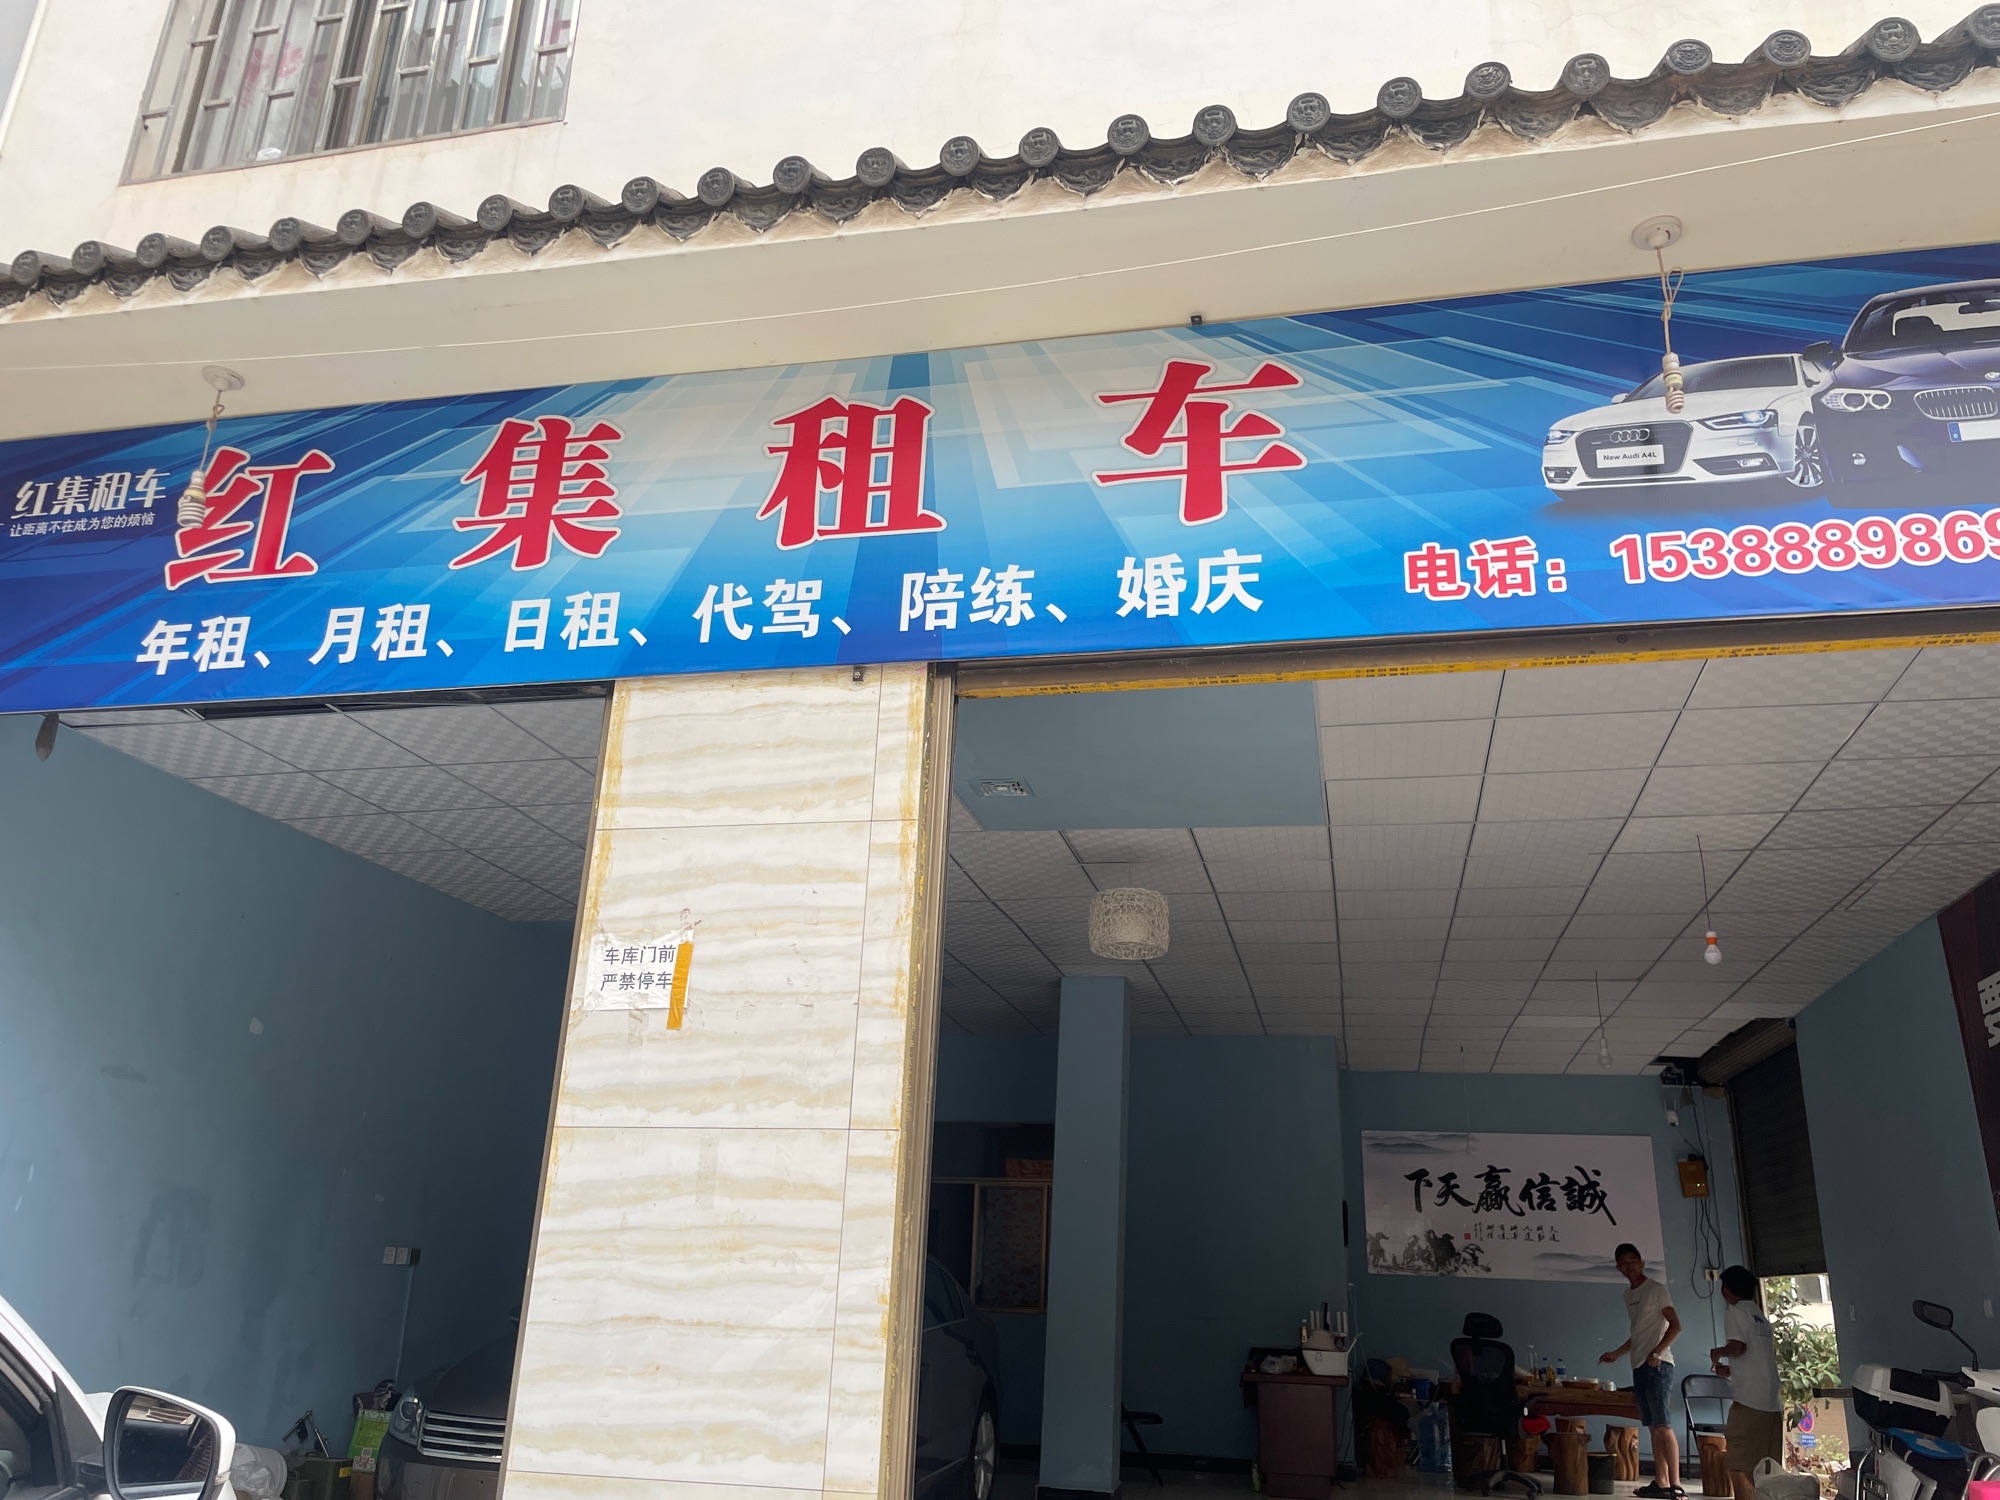 红集租车
让距离不在成为您的烦恼
红集租车
年租、月租、日租、代驾、陪练、婚庆
New Audi A4L
电话：1538889869
车库门前
严禁停车
下天赢信誠